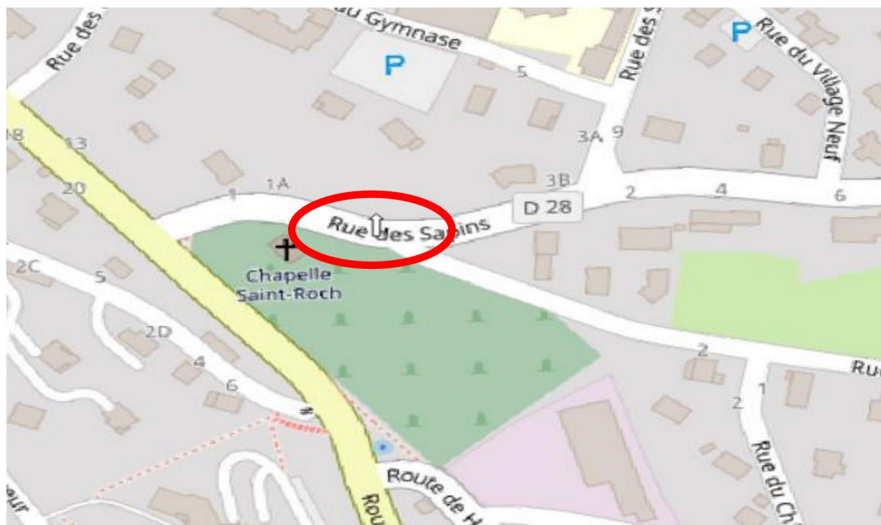 Rue des
du Gymnase
P
Rue des S
P
Rue du Village Neuf
5
18
13
3A
9
20
1
1A
3B
2
4
6
Rue des Sapins
D 28
2C
5
Chapelle
Saint-Roch
2D
4
6
2
Rue
2
1
Rue du Ch
Route de H
Rou